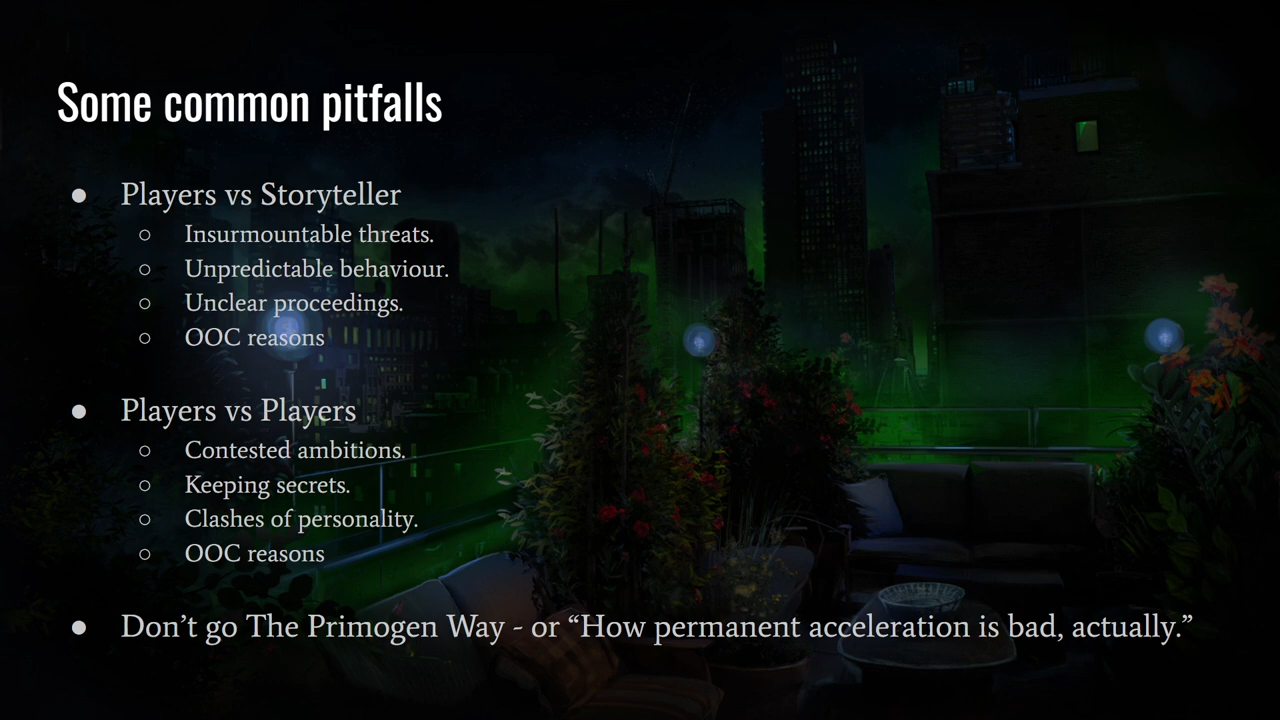 Some common pitfalls
● Players vs Storyteller
○ Insurmountable threats.
○ Unpredictable behaviour.
○ Unclear proceedings.
○ OOC reasons
● Players vs Players
○ Contested ambitions.
○ Keeping secrets.
○ Clashes of personality.
○ OOC reasons
● Don’t go The Primogen Way - or “How permanent acceleration is bad, actually.”